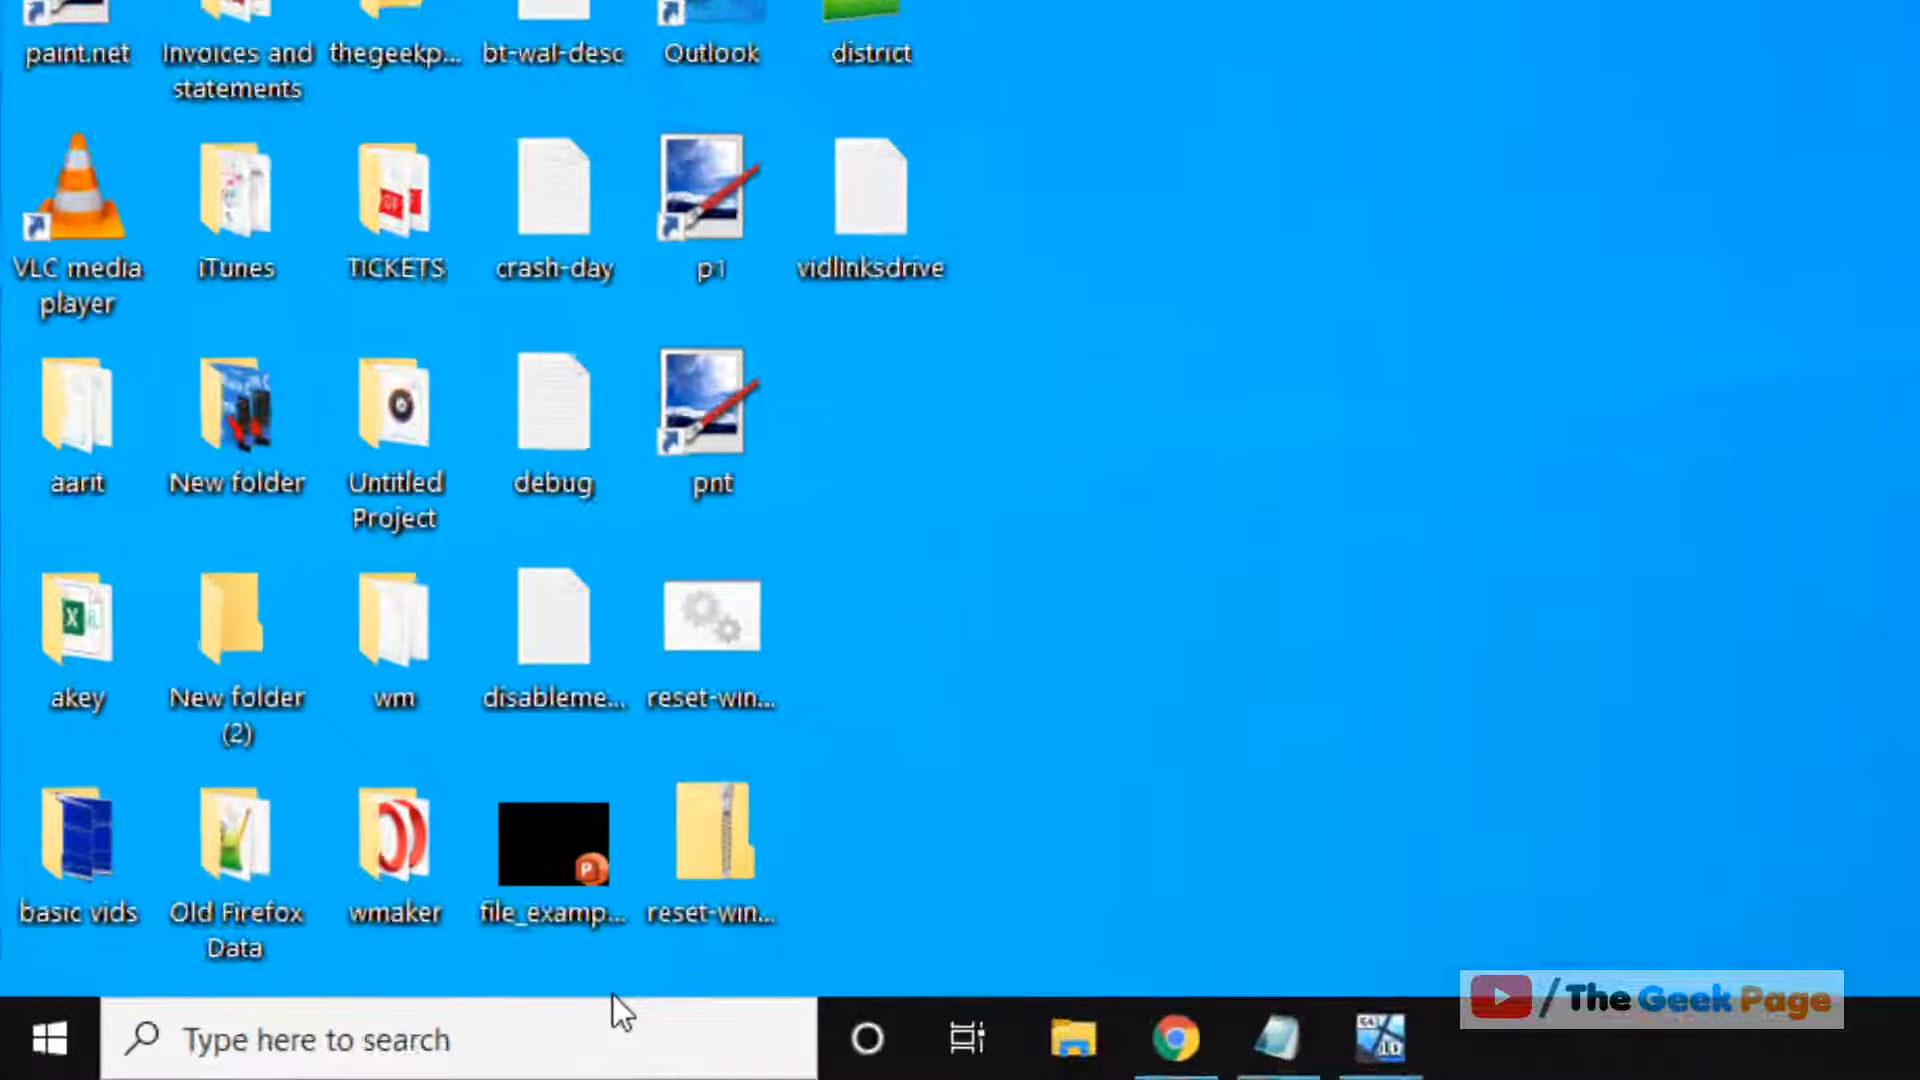 paint.net
Invoices and
statements
thegeekp...
bt-wal-desc
Outlook
district
VLC media
player
iTunes
TICKETS
crash-day
p1
vidlinksdrive
aarit
New folder
Untitled
Project
debug
pnt
akey
New folder
(2)
wm
disableme...
reset-win...
basic vids
Old Firefox
Data
wmaker
file_examp...
reset-win...
Type here to search
/The Geek Page